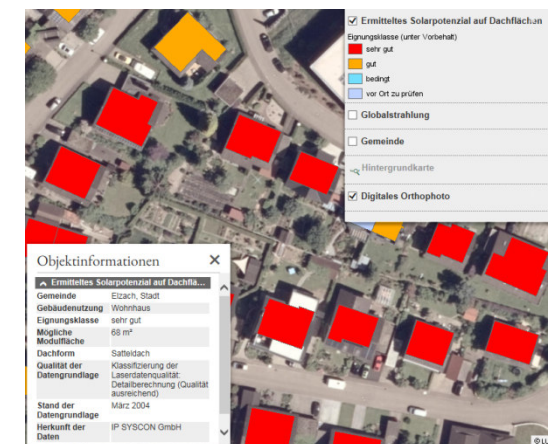 Ermitteltes Solarpotenzial auf Dachflächen
Eignungsklasse (unter Vorbehalt)
sehr gut
gut
bedingt
vor Ort zu prüfen
Globalstrahlung
Gemeinde
Hintergrundkarte
Digitales Orthophoto
Objektinformationen
Ermitteltes Solarpotenzial auf Dachflä...
Gemeinde Elzach, Stadt
Gebäudenutzung Wohnhaus
Eignungsklasse sehr gut
Mögliche 68 m²
Modulfläche
Dachform Satteldach
Qualität der Klassifizierung der
Datengrundlage Laserdatenqualität:
Detailberechnung (Qualität
ausreichend)
Stand der März 2004
Datengrundlage
Herkunft der IP SYSCON GmbH
Daten